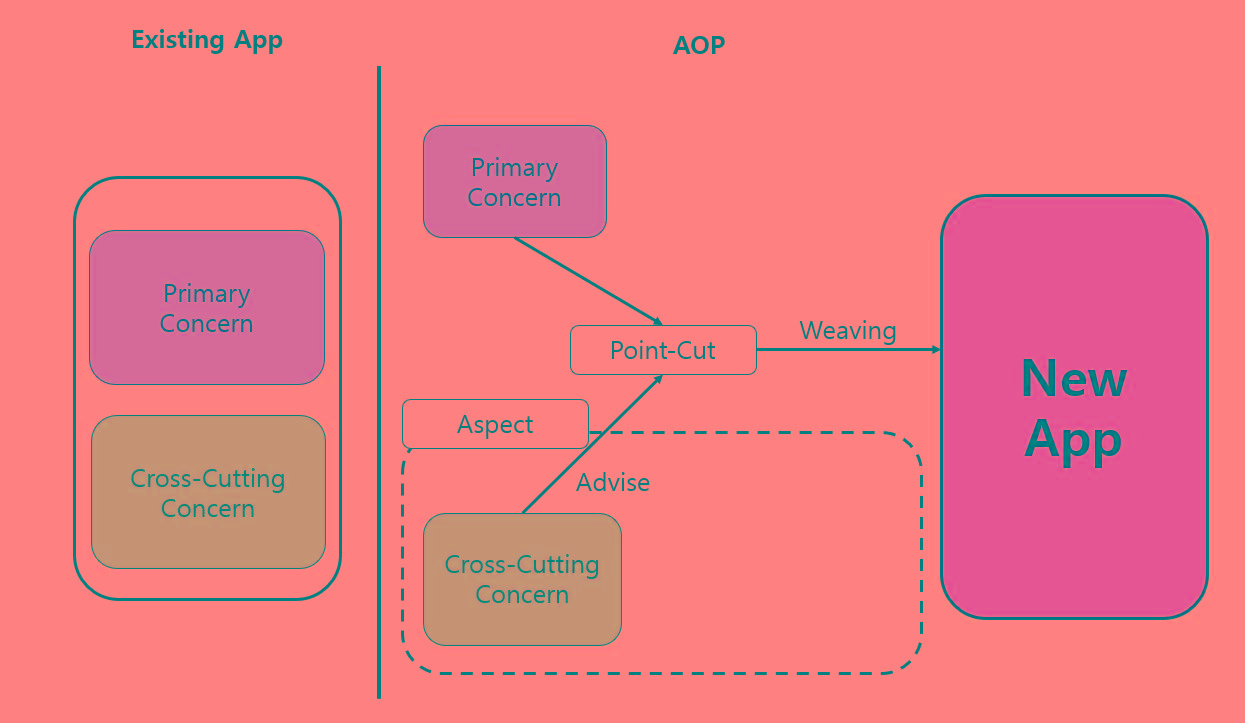 Existing App
AOP
Primary
Concern
Cross-Cutting
Concern
Primary
Concern
Point-Cut
Weaving
Aspect
Advise
Cross-Cutting
Concern
New
App